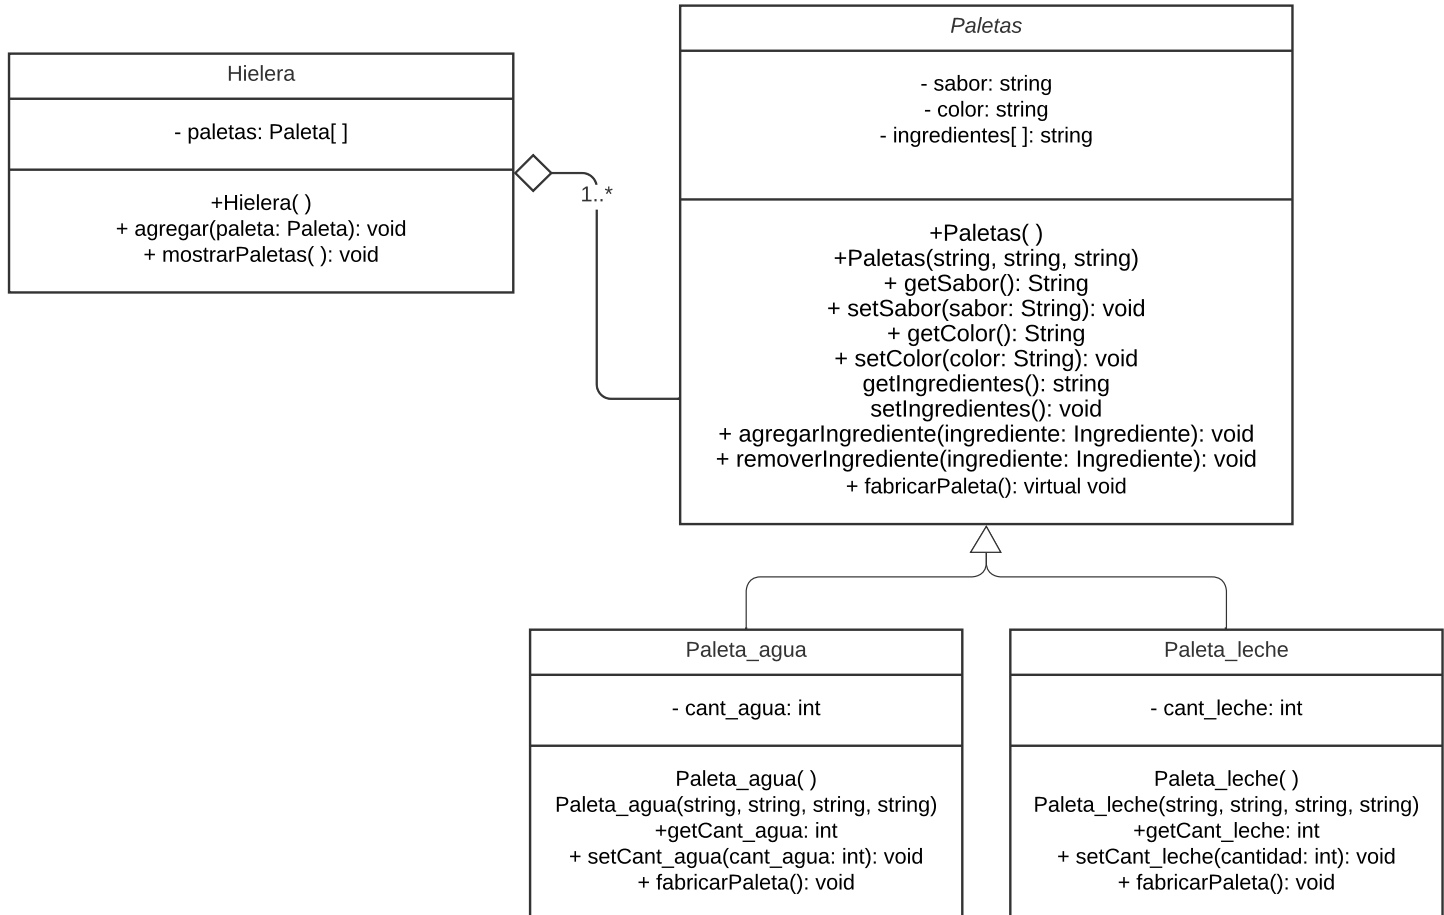 Hielera
- paletas: Paleta[ ]
+Hielera( )
+ agregar(paleta: Paleta): void
+ mostrarPaletas( ): void
1..*
Paletas
- sabor: string
- color: string
- ingredientes[ ]: string
+Paletas( )
+Paletas(string, string, string)
+ getSabor(): String
+ setSabor(sabor: String): void
+ getColor(): String
+ setColor(color: String): void
getIngredientes(): string
setIngredientes(): void
+ agregarIngrediente(ingrediente: Ingrediente): void
+ removerIngrediente(ingrediente: Ingrediente): void
+ fabricarPaleta(): virtual void
Paleta_agua
- cant_agua: int
Paleta_agua( )
Paleta_agua(string, string, string, string)
+getCant_agua: int
+ setCant_agua(cant_agua: int): void
+ fabricarPaleta(): void
Paleta_leche
- cant_leche: int
Paleta_leche( )
Paleta_leche(string, string, string, string)
+getCant_leche: int
+ setCant_leche(cantidad: int): void
+ fabricarPaleta(): void